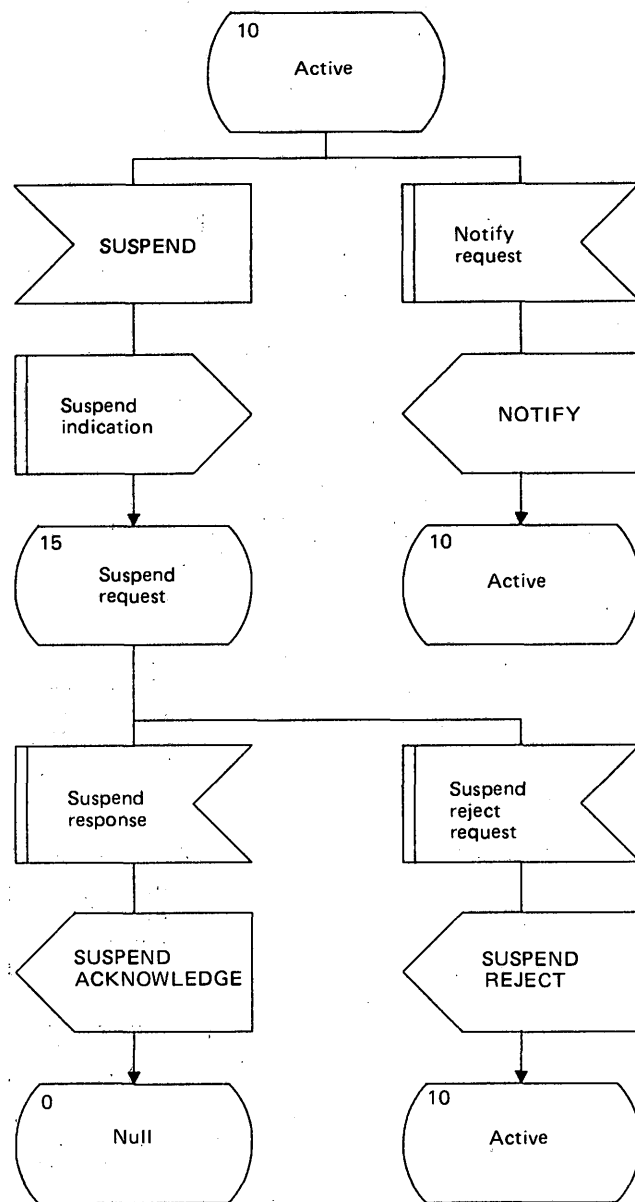 10
Active
SUSPEND
Notify
request
Suspend
indication
NOTIFY
15
Suspend
request
10
Active
Suspend
response
Suspend
reject
request
SUSPEND
ACKNOWLEDGE
SUSPEND
REJECT
0
Null
10
Active